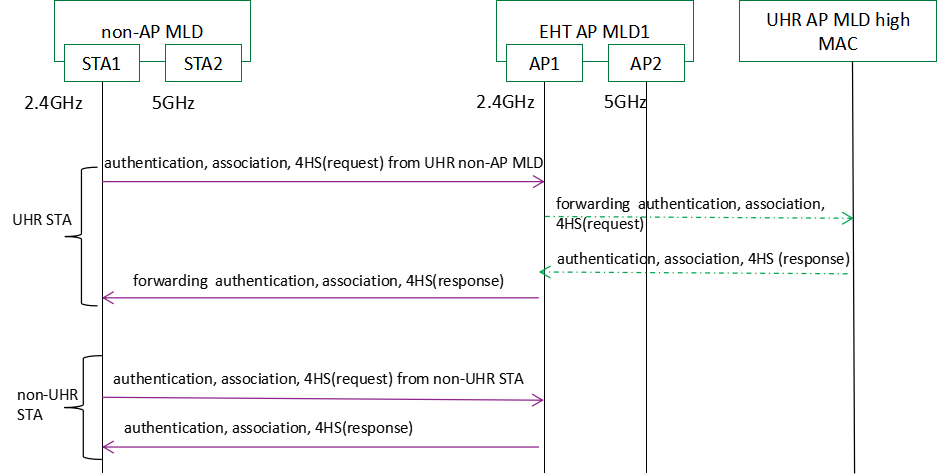 non-AP MLD
EHT AP MLD1
UHR AP MLD high
MAC
STA1
STA2
AP1
AP2
2.4GHz
5GHz
2.4GHz
5GHz
authentication, association, 4HS(request) from UHR non-AP MLD
forwarding authentication, association,
4HS(request)
UHR STA
authentication, association, 4HS (response)
forwarding authentication, association, 4HS(response)
authentication, association, 4HS(request) from non-UHR STA
non-UHR
STA
authentication, association, 4HS(response)